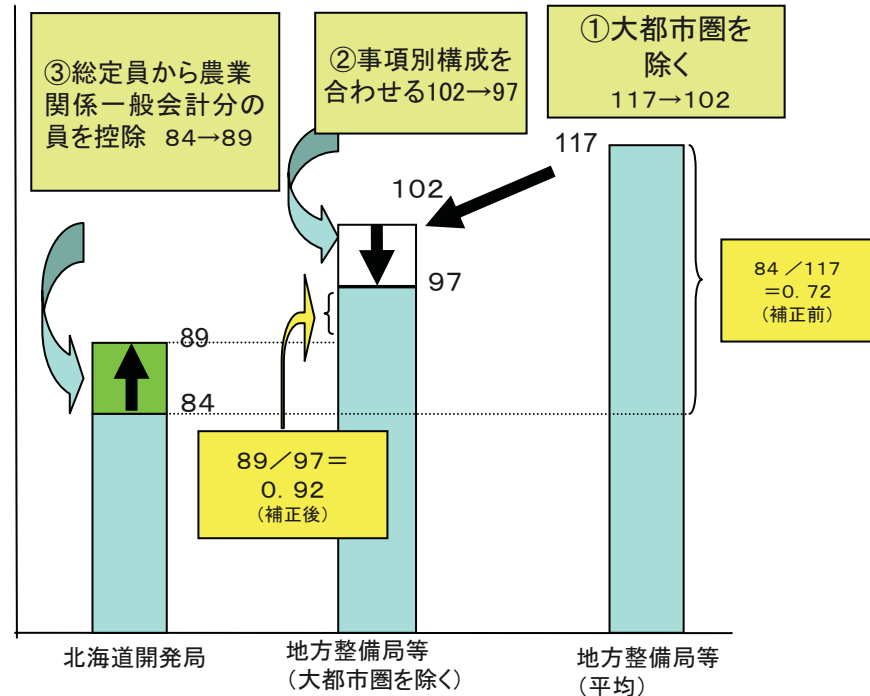 ③総定員から農業
関係一般会計分の
員を控除 84→89
②事項別構成を
合わせる102→97
①大都市圏を
除く
117→102
117
102
97
89
84
84／117
＝0．72
（補正前）
89／97＝
0．92
（補正後）
北海道開発局
地方整備局等
（大都市圏を除く）
地方整備局等
（平均）